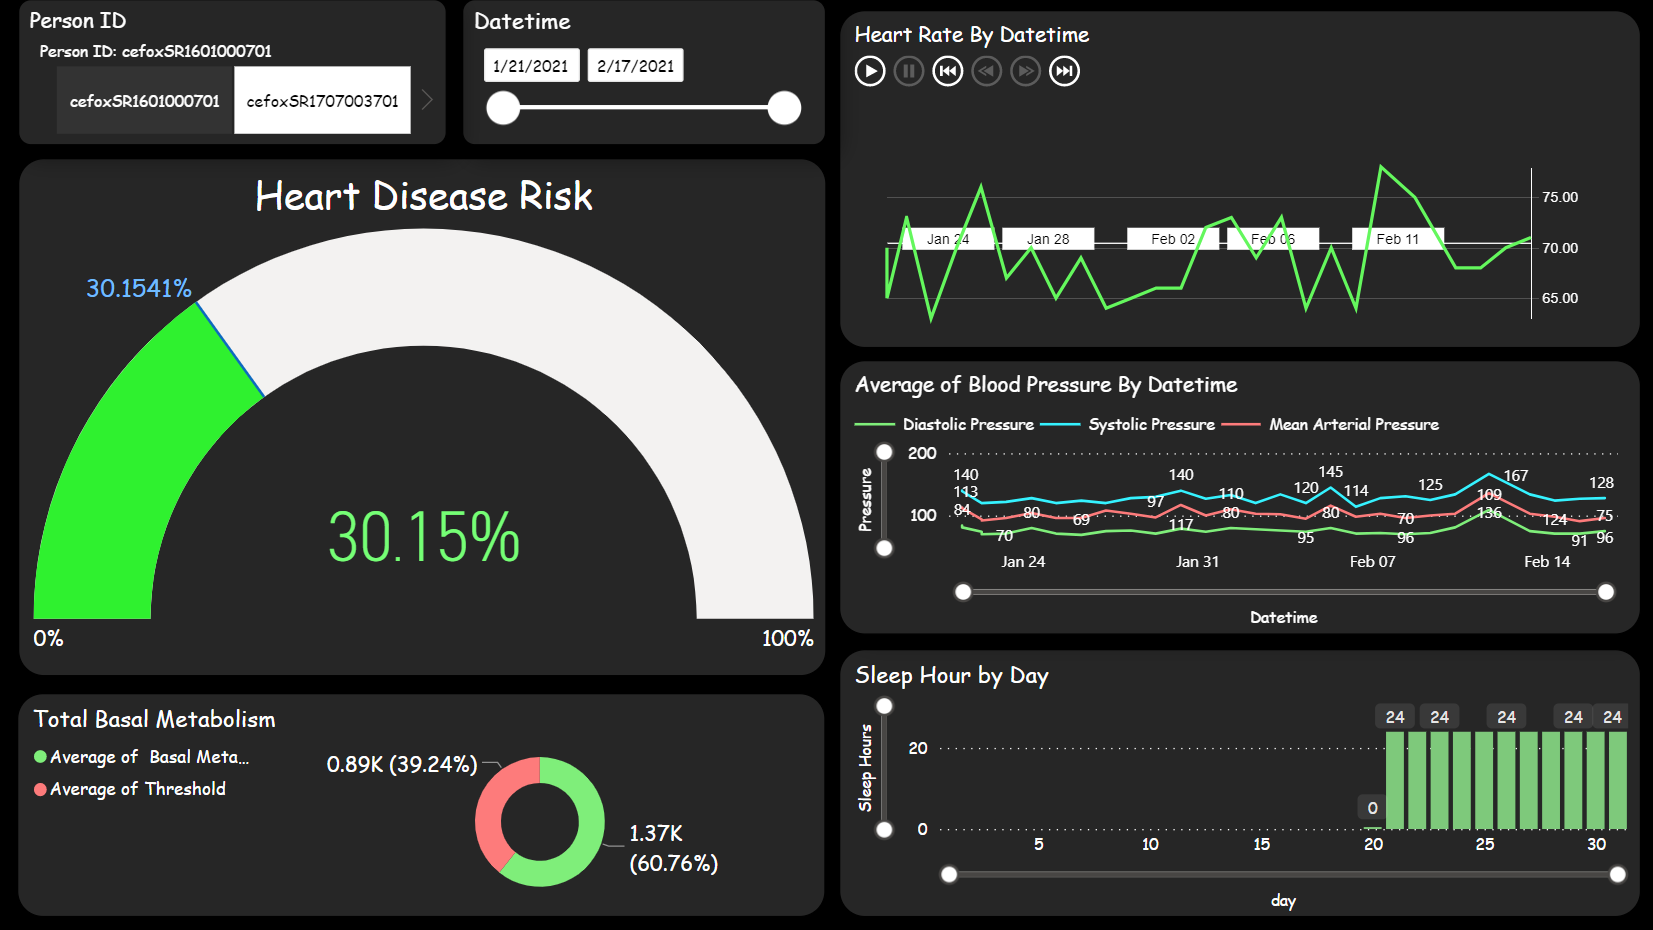 Person ID
Person ID: cefoxSR1601000701
cefoxSR1601000701
cefoxSR1707003701
Datetime
1/21/2021
2/17/2021
Heart Disease Risk
30.1541%
30.15%
0%
100%
Total Basal Metabolism
Average of Basal Meta...
Average of Threshold
0.89K (39.24%)
1.37K
(60.76%)
Heart Rate By Datetime
75.00
Jan 24
Jan 28
Feb 02
Feb 06
Feb 11
70.00
65.00
Average of Blood Pressure By Datetime
Diastolic Pressure
Systolic Pressure
Mean Arterial Pressure
Pressure
200
100
140
113
84
70
80
69
97
140
117
110
80
120
95
145
80
114
70
96
125
109
136
167
124
91
128
75
96
Jan 24
Jan 31
Feb 07
Feb 14
Datetime
Sleep Hour by Day
Sleep Hours
20
0
0
24
24
24
24
24
5
10
15
20
25
30
day